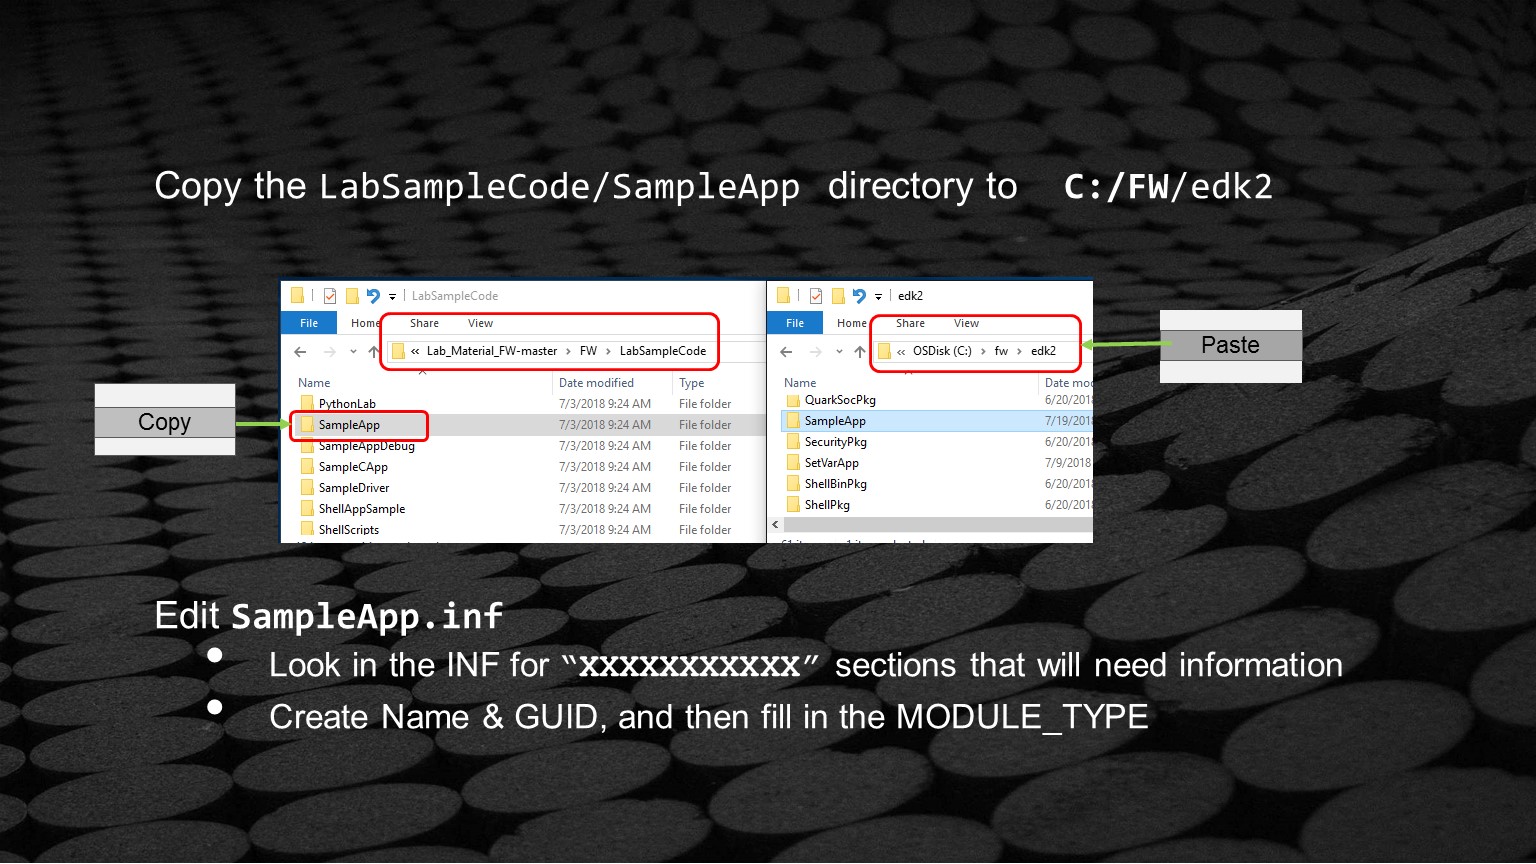 Copy the LabSampleCode/SampleApp directory to C:/FW/edk2
LabSampleCode
File Home Share View
« Lab_Material_FW-master > FW > LabSampleCode
Name Date modified Type
PythonLab 7/3/2018 9:24 AM File folder
SampleApp 7/3/2018 9:24 AM File folder
SampleAppDebug 7/3/2018 9:24 AM File folder
SampleCApp 7/3/2018 9:24 AM File folder
SampleDriver 7/3/2018 9:24 AM File folder
ShellAppSample 7/3/2018 9:24 AM File folder
ShellScripts 7/3/2018 9:24 AM File folder
edk2
File Home Share View
« OSDisk (C:) > fw > edk2
Name Date mo
QuarkSocPkg 6/20/201
SampleApp 7/19/201
SecurityPkg 6/20/201
SetVarApp 7/9/2018
ShellBinPkg 6/20/201
ShellPkg 6/20/201
Copy
Paste
Edit SampleApp.inf
• Look in the INF for “XXXXXXXXXXX” sections that will need information
• Create Name & GUID, and then fill in the MODULE_TYPE